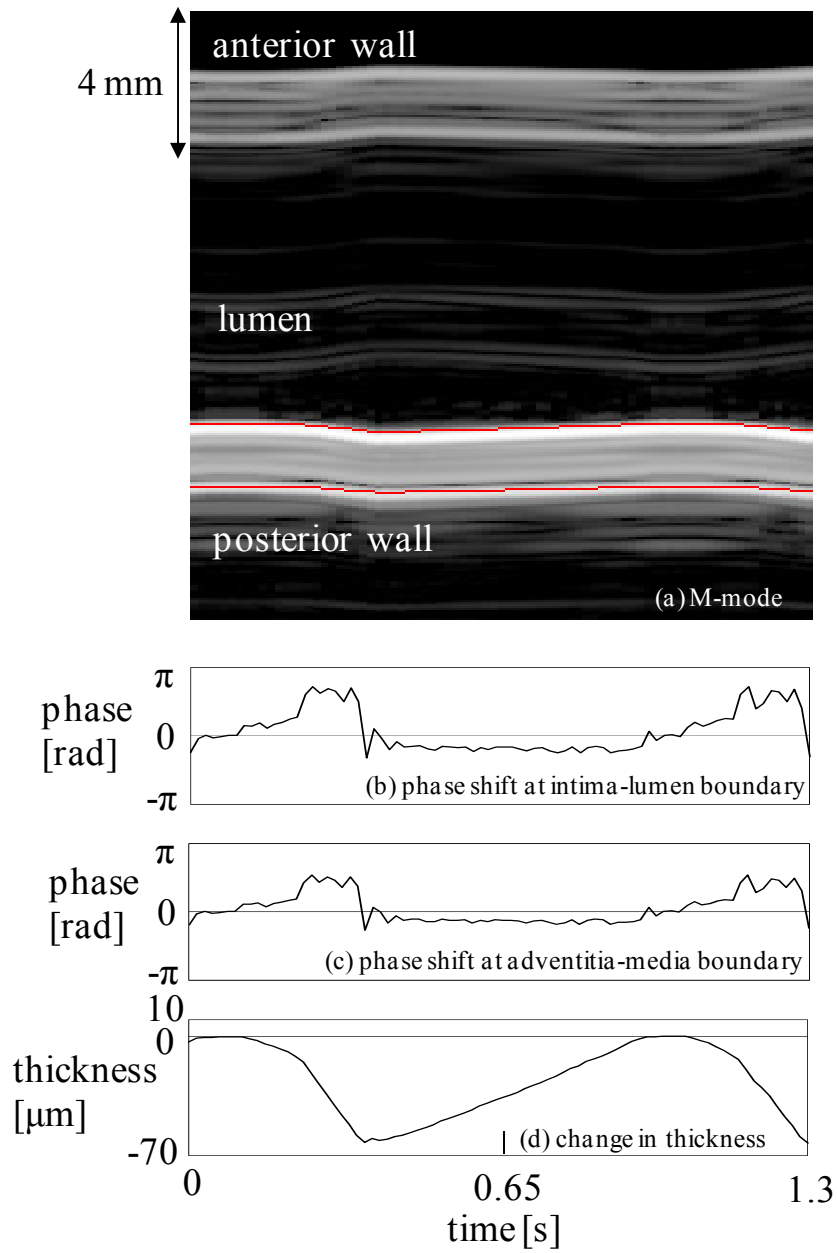 anterior wall
4 mm
lumen
posterior wall
(a) M-mode
π
phase
0
[rad]
-π
(b) phase shift at intima-lumen boundary
π
phase
0
[rad]
-π
(c) phase shift at adventitia-media boundary
10
0
thickness
[μm]
-70
(d) change in thickness
0 0.65 1.3
time [s]